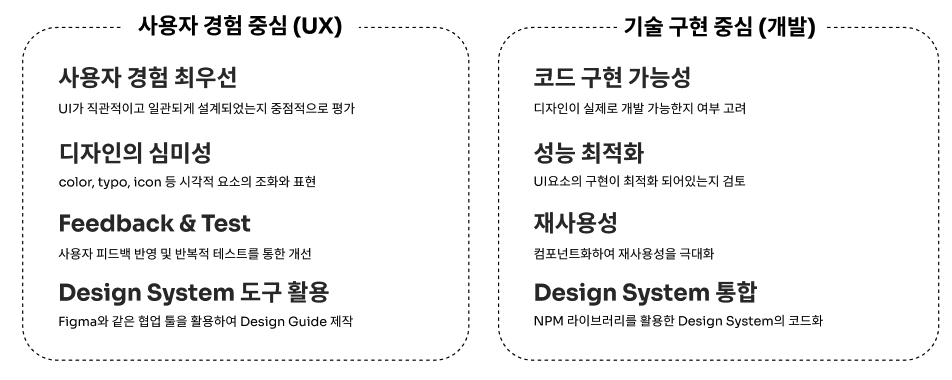 사용자 경험 중심 (UX)
사용자 경험 최우선
UI가 직관적이고 일관되게 설계되었는지 중점적으로 평가
디자인의 심미성
color, typo, icon 등 시각적 요소의 조화와 표현
Feedback & Test
사용자 피드백 반영 및 반복적 테스트를 통한 개선
Design System 도구 활용
Figma와 같은 협업 툴을 활용하여 Design Guide 제작
기술 구현 중심 (개발)
코드 구현 가능성
디자인이 실제로 개발 가능한지 여부 고려
성능 최적화
UI요소의 구현이 최적화 되어있는지 검토
재사용성
컴포넌트화하여 재사용성을 극대화
Design System 통합
NPM 라이브러리를 활용한 Design System의 코드화